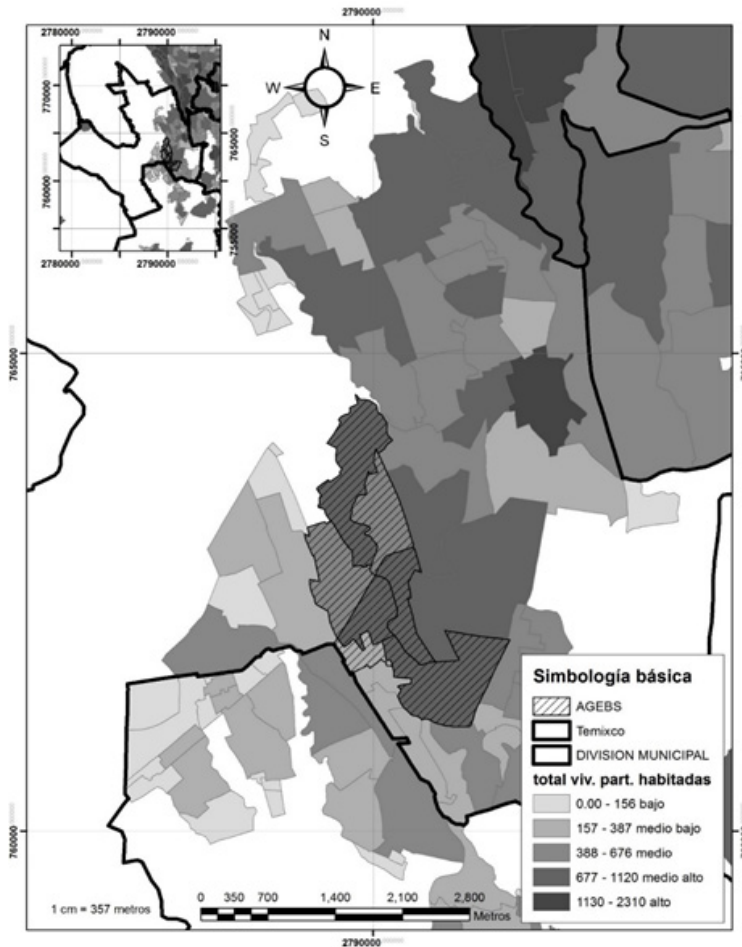 2790000
2780000 2790000
N
W E
S
770000
760000
765000
2780000 2790000
765000
760000
Simbología básica
AGEBS
Temixco
DIVISION MUNICIPAL
total viv. part. habitadas
0.00 - 156 bajo
157 - 387 medio bajo
388 - 676 medio
677 - 1120 medio alto
1130 - 2310 alto
1 cm = 357 metros
0 350 700 1,400 2,100 2,800
Metros
2790000